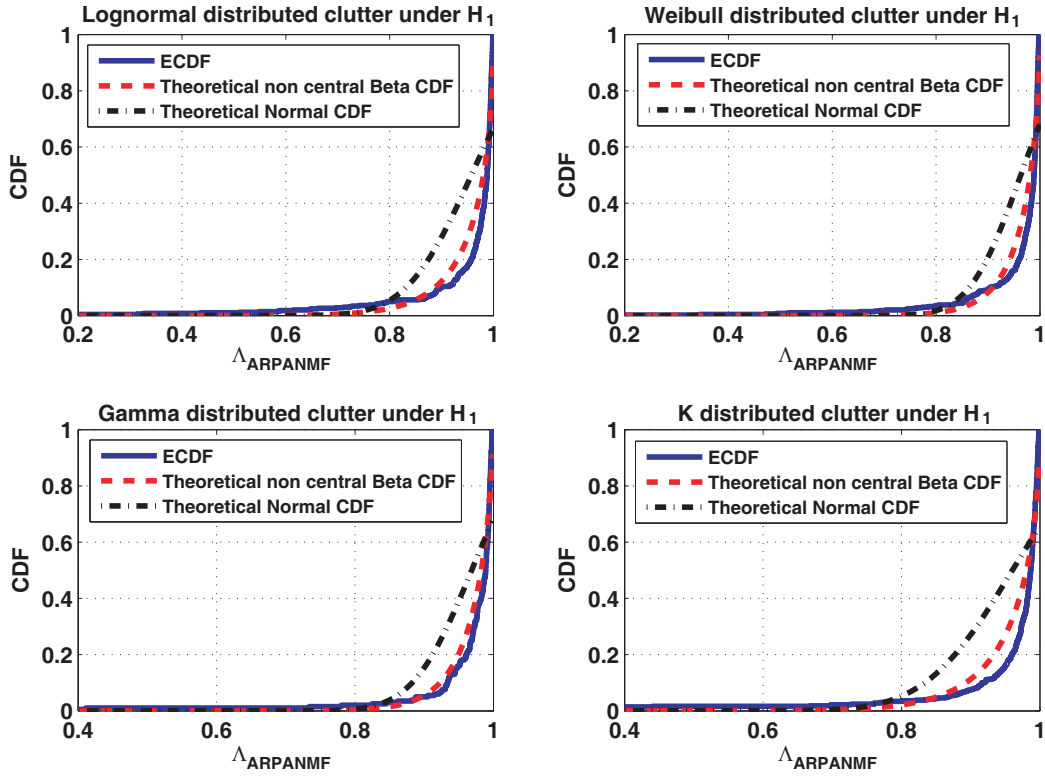 Lognormal distributed clutter under H1
ECDF
Theoretical non central Beta CDF
Theoretical Normal CDF
CDF
1
0.8
0.6
0.4
0.2
0
0.2 0.4 0.6 0.8 1
ΛARPANMF
Weibull distributed clutter under H1
ECDF
Theoretical non central Beta CDF
Theoretical Normal CDF
CDF
1
0.8
0.6
0.4
0.2
0
0.2 0.4 0.6 0.8 1
ΛARPANMF
Gamma distributed clutter under H1
ECDF
Theoretical non central Beta CDF
Theoretical Normal CDF
CDF
1
0.8
0.6
0.4
0.2
0
0.4 0.6 0.8 1
ΛARPANMF
K distributed clutter under H1
ECDF
Theoretical non central Beta CDF
Theoretical Normal CDF
CDF
1
0.8
0.6
0.4
0.2
0
0.4 0.6 0.8 1
ΛARPANMF